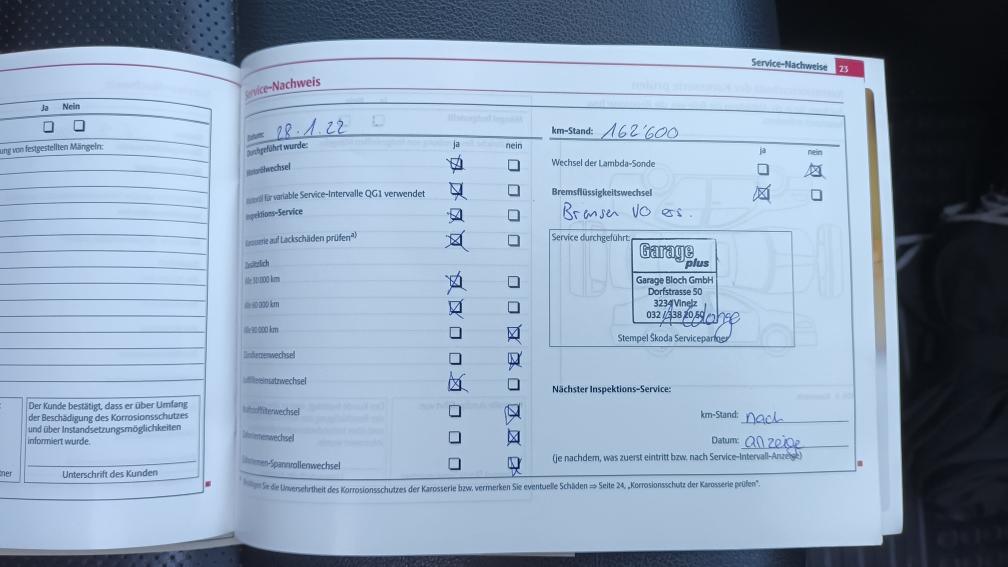 Ja Nein
ung von festgestellten Mängeln:
Der Kunde bestätigt, dass er über Umfang
der Beschädigung des Korrosionsschutzes
und über Instandsetzungsmöglichkeiten
informiert wurde.
Unterschrift des Kunden
Service-Nachweise 23
Service-Nachweis
Datum: 28.1.22
Durchgeführt wurde: ja nein
Motorölwechsel
Motoröl für variable Service-Intervalle QG1 verwendet
Inspektions-Service
Karosserie auf Lackschäden prüfen a)
Zusätzlich
Alle 30 000 km
Alle 60 000 km
Alle 90 000 km
Zündkerzenwechsel
Luftfiltereinsatzwechsel
Kraftstofffilterwechsel
Zahnriemenwechsel
Zahnriemen-Spannrollenwechsel
km-Stand: 162'600
ja nein
Wechsel der Lambda-Sonde
Bremsflüssigkeitswechsel
Bremsen VO ers.
Service durchgeführt:
Garage
plus
Garage Bloch GmbH
Dorfstrasse 50
3234 Vinelz
032 / 338 20 50
Stempel Škoda Servicepartner
Nächster Inspektions-Service:
km-Stand: nach
Datum: anzeige
(je nachdem, was zuerst eintritt bzw. nach Service-Intervall-Anzeige)
Sie die Unversehrtheit des Korrosionsschutzes der Karosserie bzw. vermerken Sie eventuelle Schäden ⇒ Seite 24, „Korrosionsschutz der Karosserie prüfen".